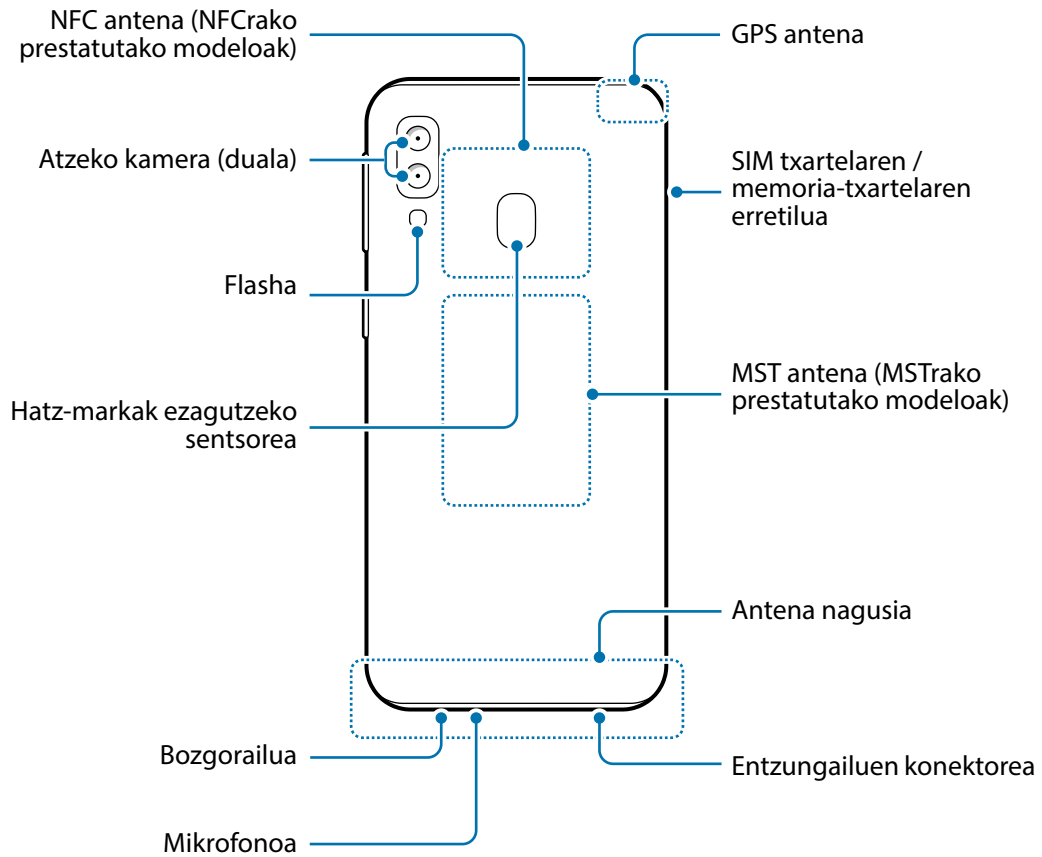 NFC antena (NFCrako
prestatutako modeloak)
GPS antena
Atzeko kamera (duala)
SIM txartelaren /
memoria-txartelaren
erretilua
Flasha
MST antena (MSTrako
prestatutako modeloak)
Hatz-markak ezagutzeko
sentsorea
Antena nagusia
Bozgorailua
Entzungailuen konektorea
Mikrofonoa